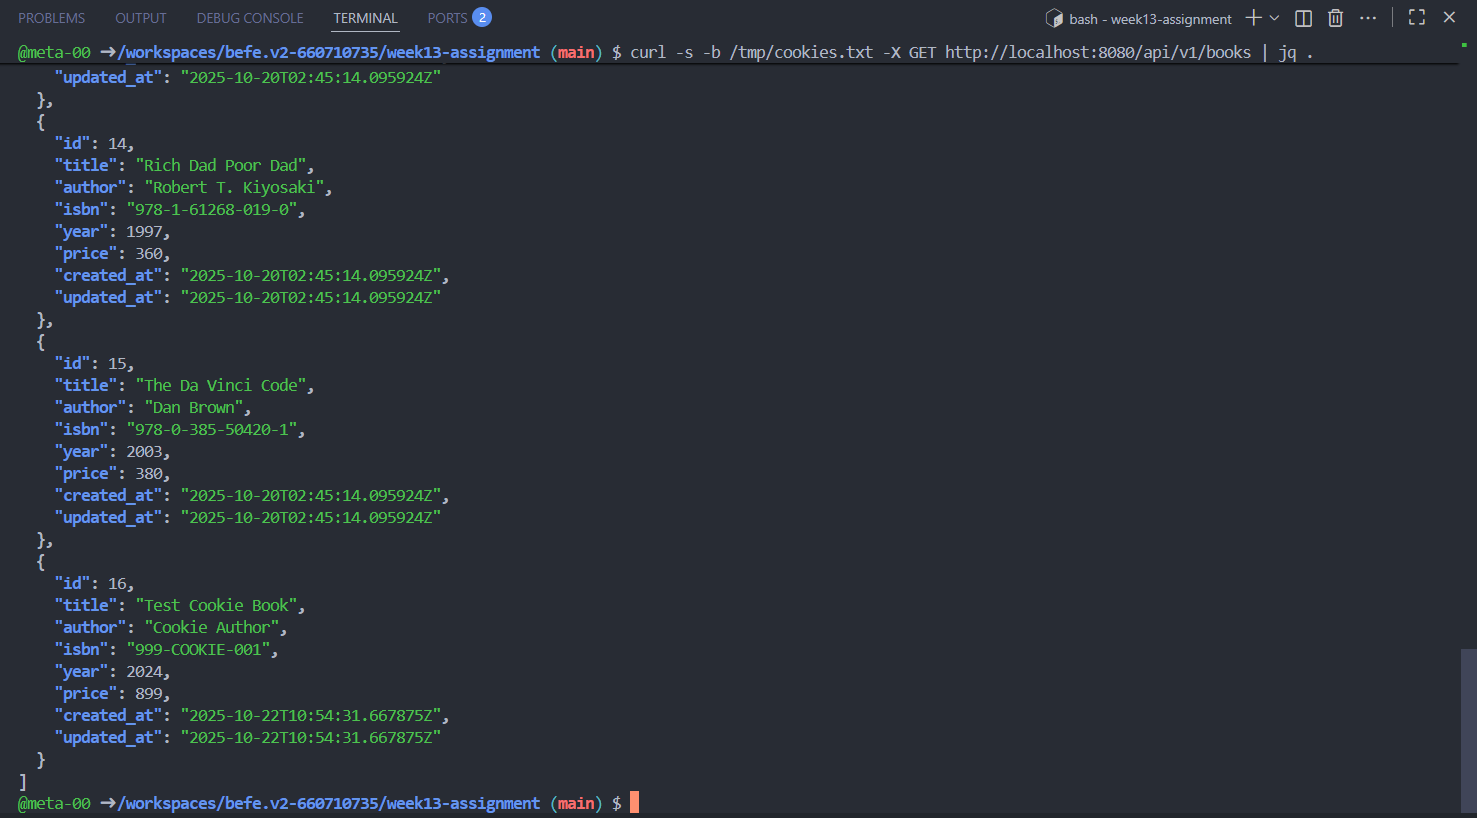 PROBLEMS OUTPUT DEBUG CONSOLE TERMINAL PORTS 2 bash - week13-assignment
@meta-00 ➜/workspaces/befe.v2-660710735/week13-assignment (main) $ curl -s -b /tmp/cookies.txt -X GET http://localhost:8080/api/v1/books | jq .
"updated_at": "2025-10-20T02:45:14.095924Z"
},
{
"id": 14,
"title": "Rich Dad Poor Dad",
"author": "Robert T. Kiyosaki",
"isbn": "978-1-61268-019-0",
"year": 1997,
"price": 360,
"created_at": "2025-10-20T02:45:14.095924Z",
"updated_at": "2025-10-20T02:45:14.095924Z"
},
{
"id": 15,
"title": "The Da Vinci Code",
"author": "Dan Brown",
"isbn": "978-0-385-50420-1",
"year": 2003,
"price": 380,
"created_at": "2025-10-20T02:45:14.095924Z",
"updated_at": "2025-10-20T02:45:14.095924Z"
},
{
"id": 16,
"title": "Test Cookie Book",
"author": "Cookie Author",
"isbn": "999-COOKIE-001",
"year": 2024,
"price": 899,
"created_at": "2025-10-22T10:54:31.667875Z",
"updated_at": "2025-10-22T10:54:31.667875Z"
}
]
@meta-00 ➜/workspaces/befe.v2-660710735/week13-assignment (main) $